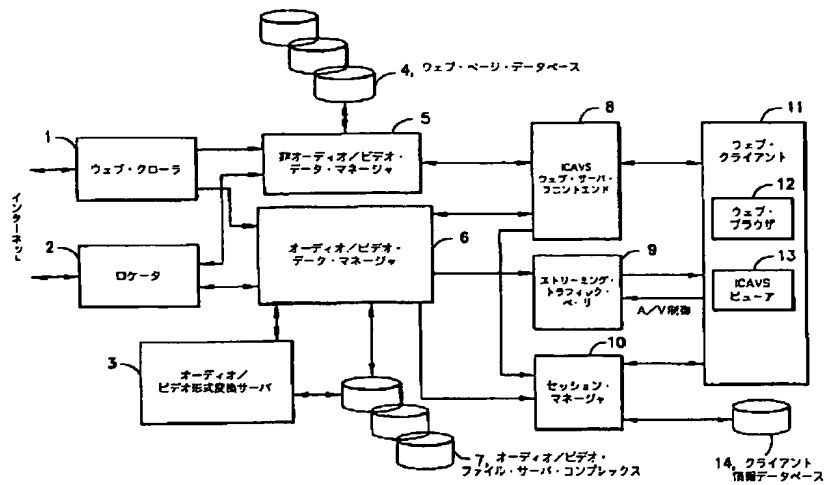 4, ウェブ・ページ・データベース
1
ウェブ・クローラ
5
非オーディオ/ビデオ・
データ・マネージャ
8
ICAVS
ウェブ・サーバ・
フニントエンド
11
ウェブ・
クライアント
12
ウェブ・
ブラウザ
13
ICAVS
ビューア
インターネット
2
ロケータ
6
オーディオ/ビデオ・
データ・マネージャ
9
ストリーミング・
トラフィック・
ベーリ
A/V制御
3
オーディオ/
ビデオ形式変換サーバ
10
セッション・
マネージャ
7, オーディオ/ビデオ・
ファイル・サーバ・コンプレックス
14, クライアント
情報データベース